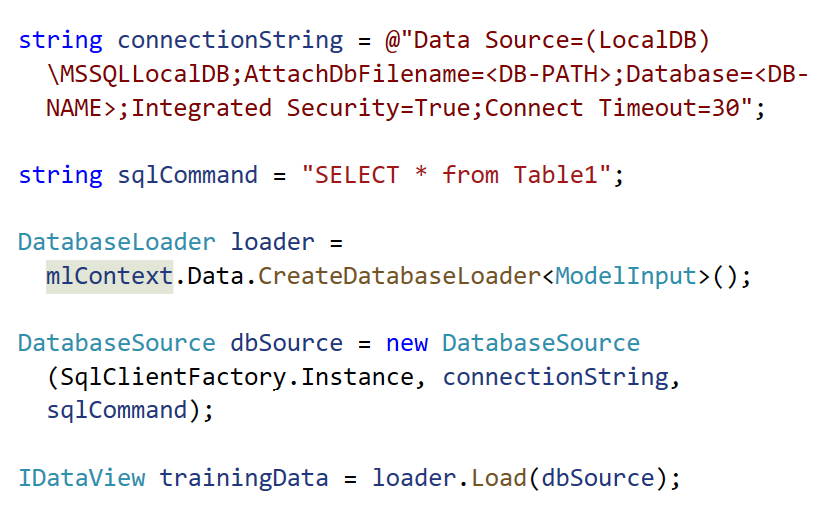 string connectionString = @"Data Source=(LocalDB)
\MSSQLLocalDB;AttachDbFilename=<DB-PATH>;Database=<DB-
NAME>;Integrated Security=True;Connect Timeout=30";
string sqlCommand = "SELECT * from Table1";
DatabaseLoader loader =
mlContext.Data.CreateDatabaseLoader<ModelInput>();
DatabaseSource dbSource = new DatabaseSource
(SqlClientFactory.Instance, connectionString,
sqlCommand);
IDataView trainingData = loader.Load(dbSource);